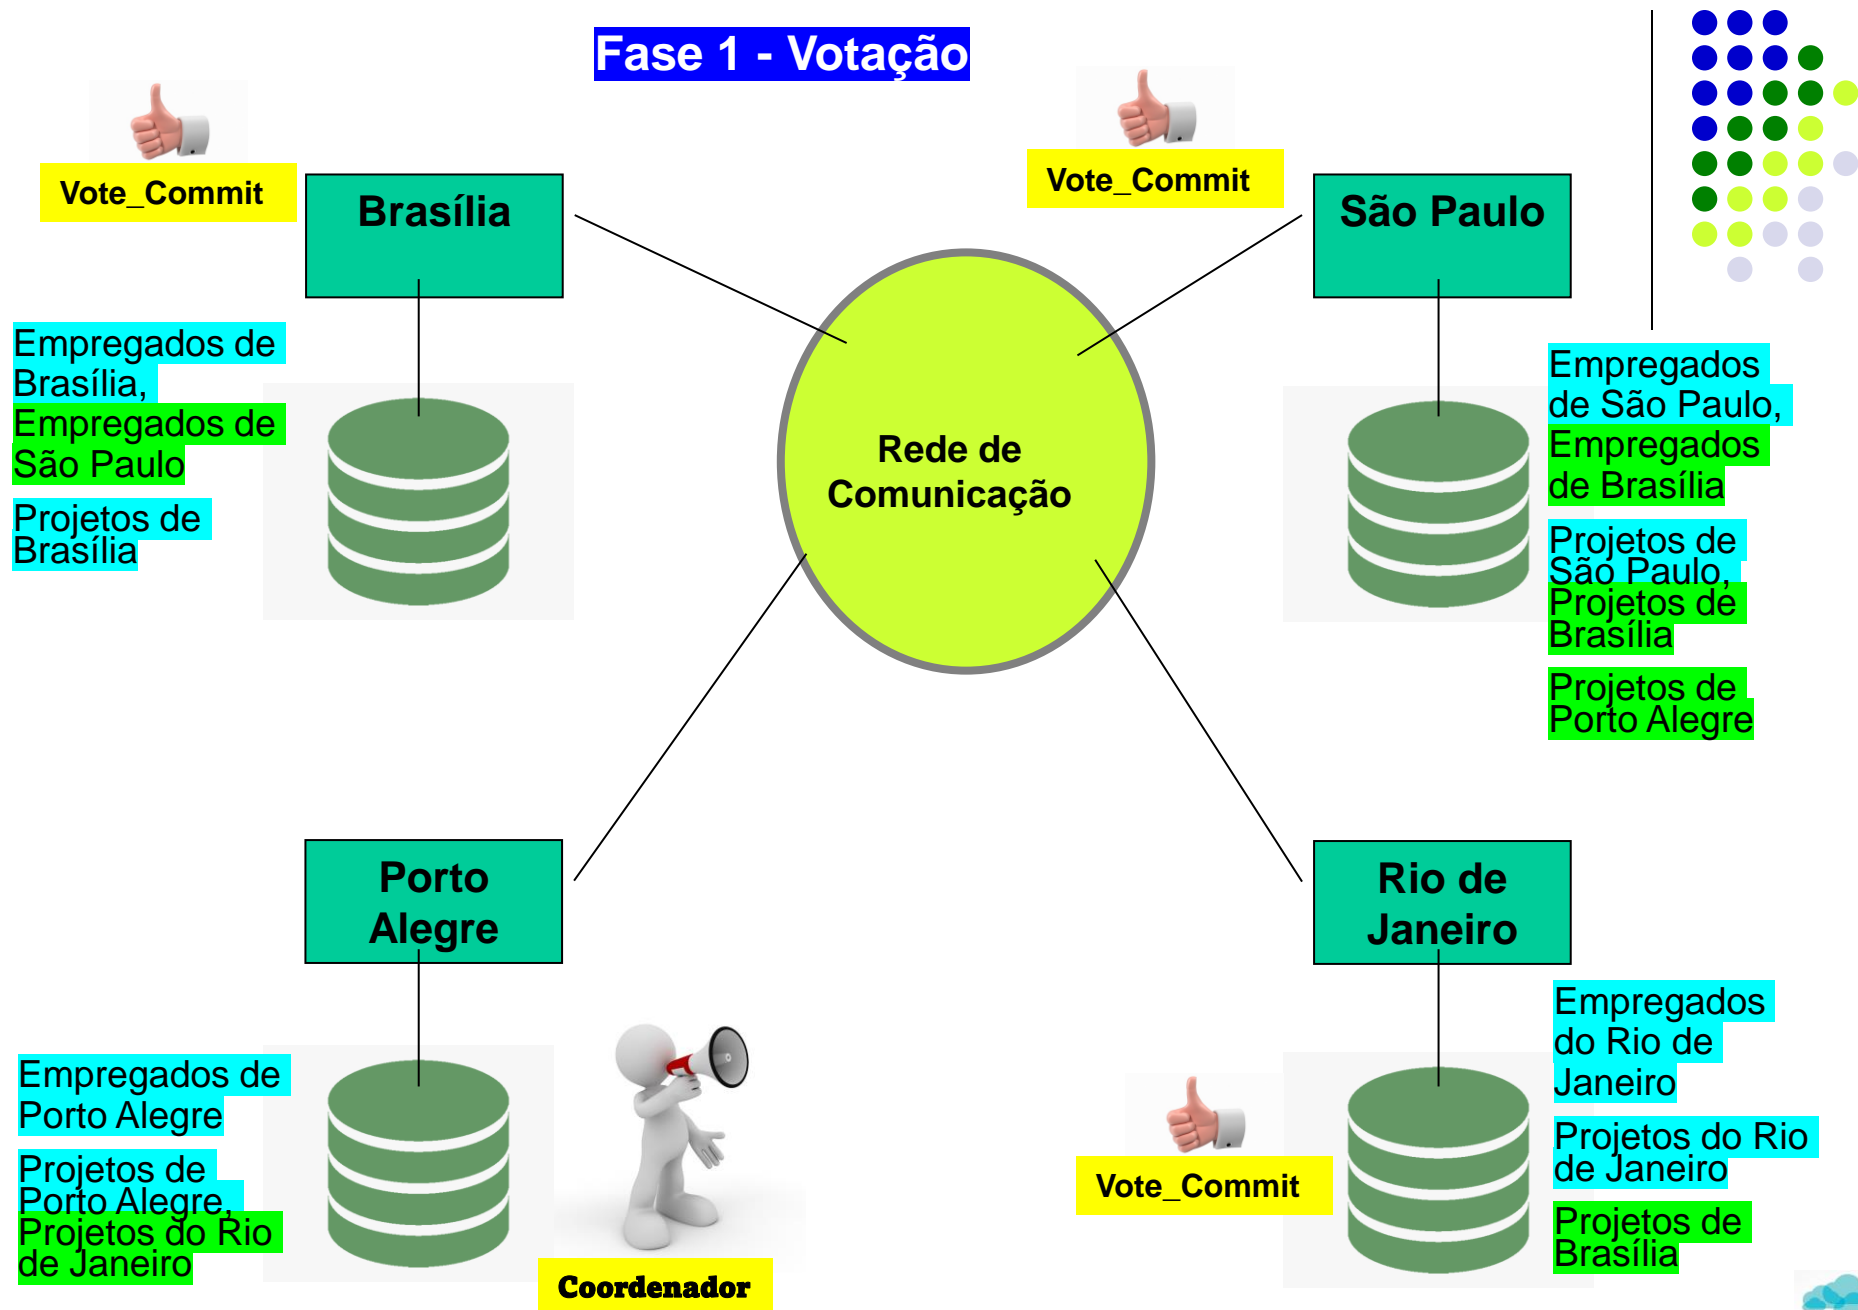 Fase 1 - Votação
Vote_Commit
Brasília
Empregados de
Brasília,
Empregados de
São Paulo
Projetos de
Brasília
Vote_Commit
São Paulo
Empregados
de São Paulo,
Empregados
de Brasília
Projetos de
São Paulo,
Projetos de
Brasília
Projetos de
Porto Alegre
Rede de
Comunicação
Porto
Alegre
Empregados de
Porto Alegre
Projetos de
Porto Alegre,
Projetos do Rio
de Janeiro
Coordenador
Rio de
Janeiro
Vote_Commit
Empregados
do Rio de
Janeiro
Projetos do Rio
de Janeiro
Projetos de
Brasília